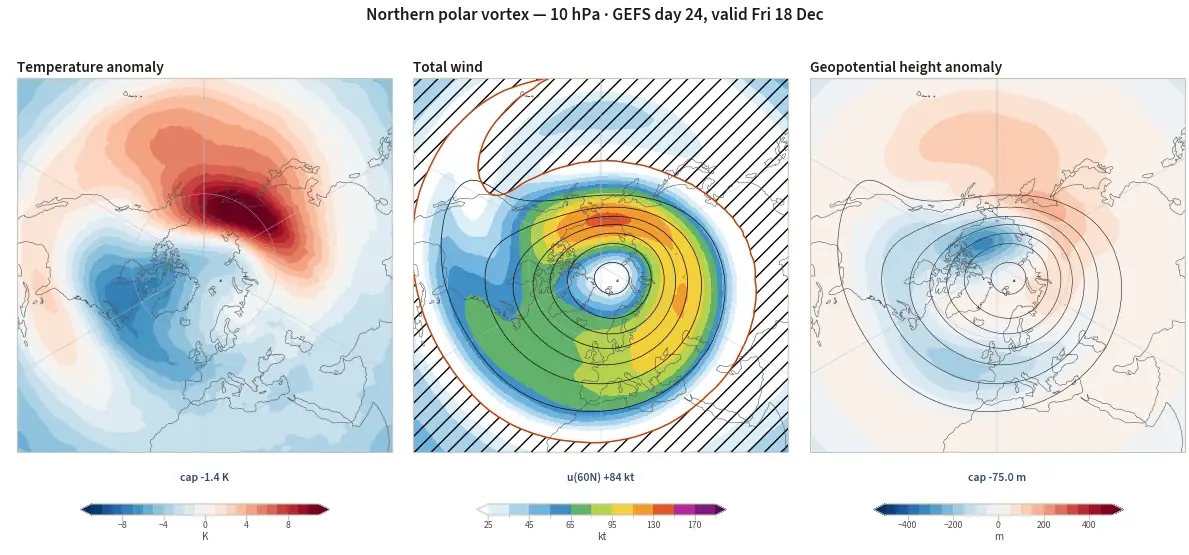 Northern polar vortex — 10 hPa · GEFS day 24, valid Fri 18 Dec
Temperature anomaly
Total wind
Geopotential height anomaly
cap -1.4 K
u(60N) +84 kt
cap -75.0 m
−8 −4 0 4 8
K
25 45 65 95 130 170
kt
−400 −200 0 200 400
m